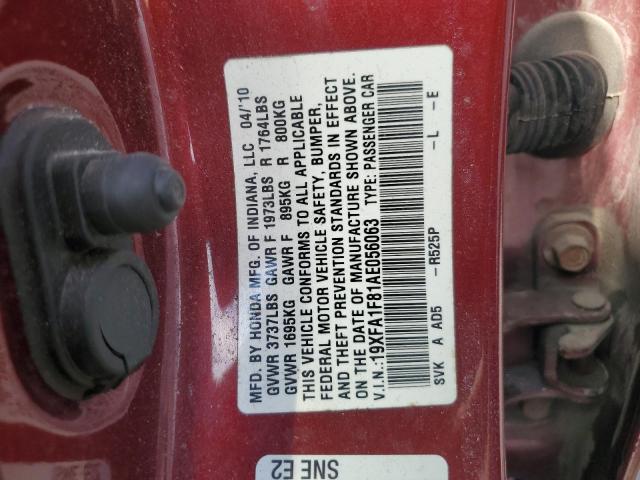 MFD. BY HONDA MFG. OF INDIANA, LLC 04/'10
GVWR 3737LBS GAWR F 1973LBS R 1764LBS
GVWR 1695KG GAWR F 895KG R 800KG
THIS VEHICLE CONFORMS TO ALL APPLICABLE
FEDERAL MOTOR VEHICLE SAFETY, BUMPER,
AND THEFT PREVENTION STANDARDS IN EFFECT
ON THE DATE OF MANUFACTURE SHOWN ABOVE.
V.I.N.:19XFA1F81AE056063 TYPE: PASSENGER CAR
SVK A AD5 -R525P -L -E
SNE E2